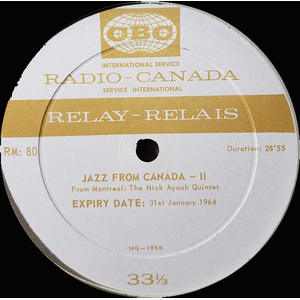 CBC
INTERNATIONAL SERVICE
RADIO-CANADA
SERVICE INTERNATIONAL
RELAY-RELAIS
RM: 80
Duration: 28'55
JAZZ FROM CANADA - II
From Montreal: The Nick Ayoub Quintet
EXPIRY DATE: 31st January 1964
MG-1666
33⅓